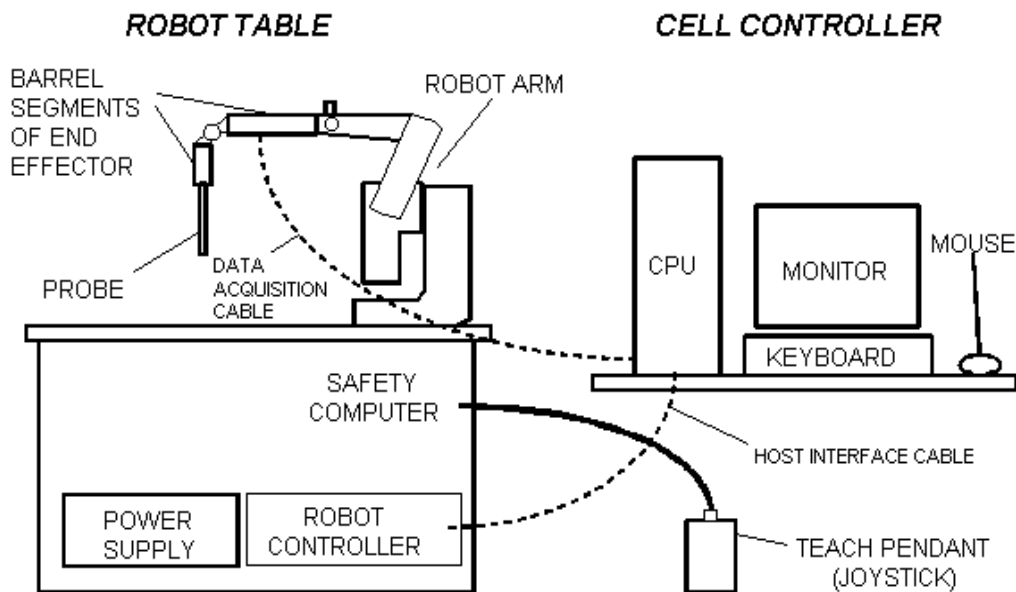 ROBOT TABLE
CELL CONTROLLER
BARREL
SEGMENTS
OF END
EFFECTOR
ROBOT ARM
PROBE
DATA
ACQUISITION
CABLE
CPU
MONITOR
MOUSE
KEYBOARD
SAFETY
COMPUTER
HOST INTERFACE CABLE
POWER
SUPPLY
ROBOT
CONTROLLER
TEACH PENDANT
(JOYSTICK)